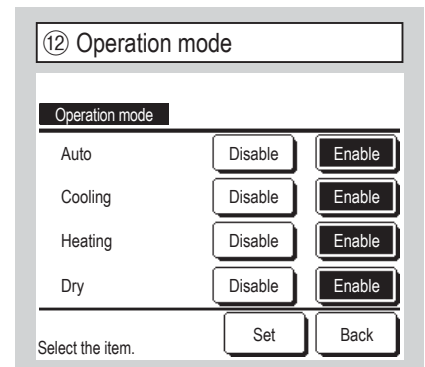 ⑫ Operation mode
Operation mode
Auto Disable Enable
Cooling Disable Enable
Heating Disable Enable
Dry Disable Enable
Select the item. Set Back